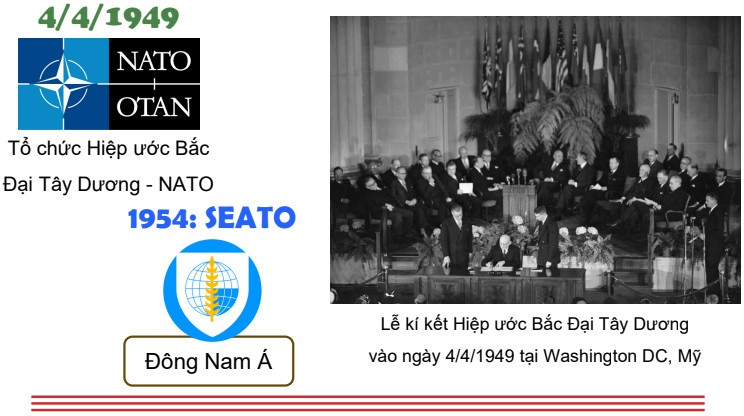 4/4/1949
NATO
OTAN
Tổ chức Hiệp ước Bắc
Đại Tây Dương - NATO
1954: SEATO
Đông Nam Á
Lễ kí kết Hiệp ước Bắc Đại Tây Dương
vào ngày 4/4/1949 tại Washington DC, Mỹ